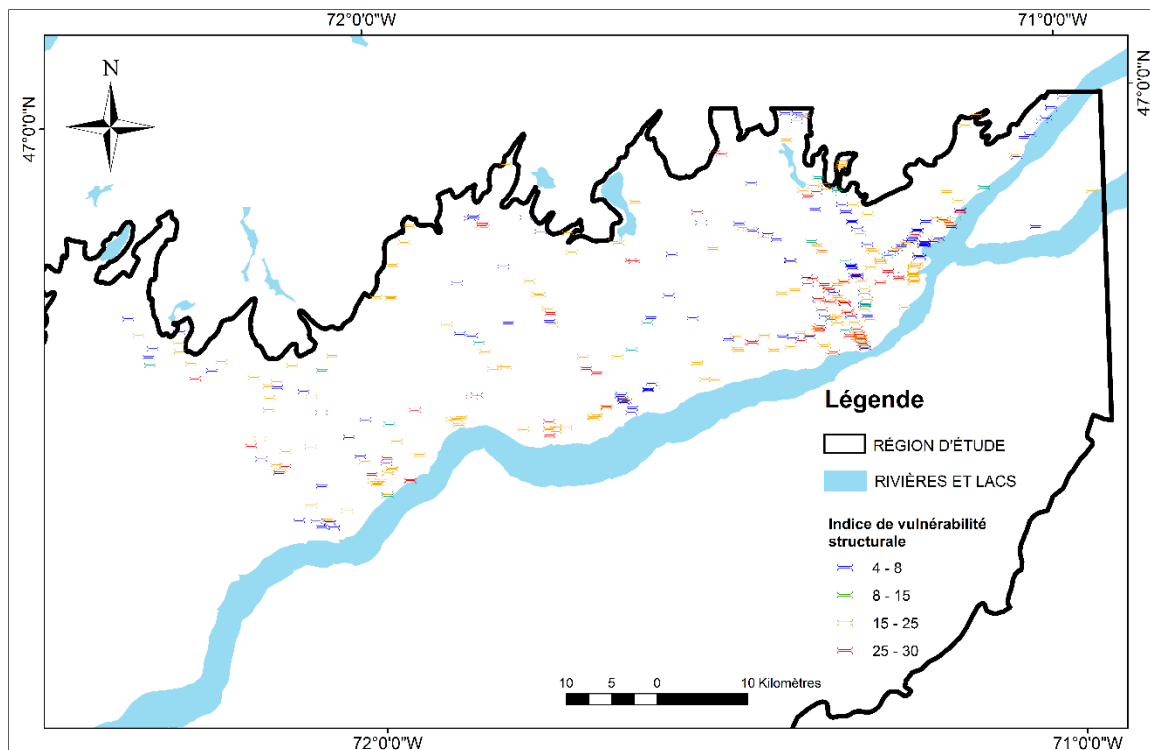 72°0'0"W
71°0'0"W
N
47°0'0"N
47°0'0"N
Légende
RÉGION D'ÉTUDE
RIVIÈRES ET LACS
Indice de vulnérabilité
structurale
4 - 8
8 - 15
15 - 25
25 - 30
10 5 0 10 Kilomètres
72°0'0"W
71°0'0"W